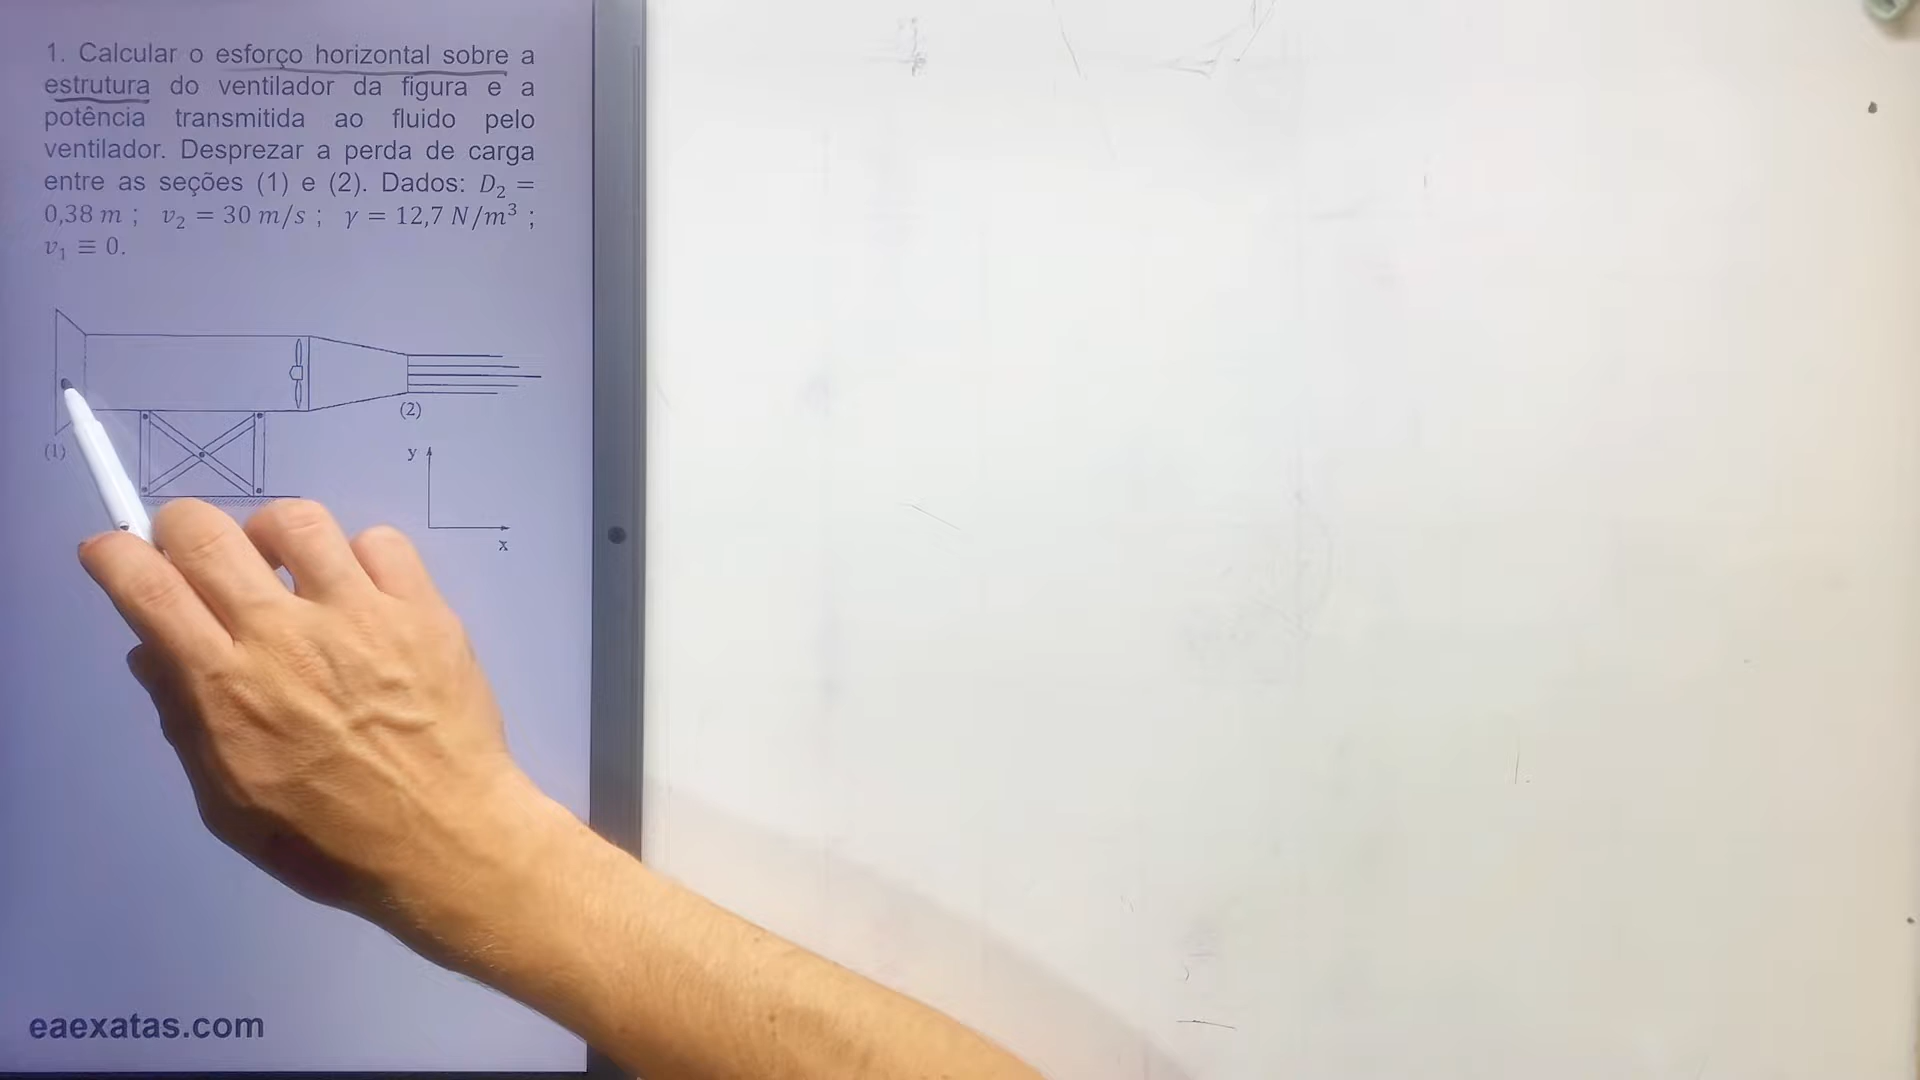 1. Calcular o esforço horizontal sobre a
estrutura do ventilador da figura e a
potência transmitida ao fluido pelo
ventilador. Desprezar a perda de carga
entre as seções (1) e (2). Dados: D₂ =
0,38 m ; v₂ = 30 m/s ; γ = 12,7 N/m³ ;
v₁ ≡ 0.
(2)
(1)
y
x
eaexatas.com